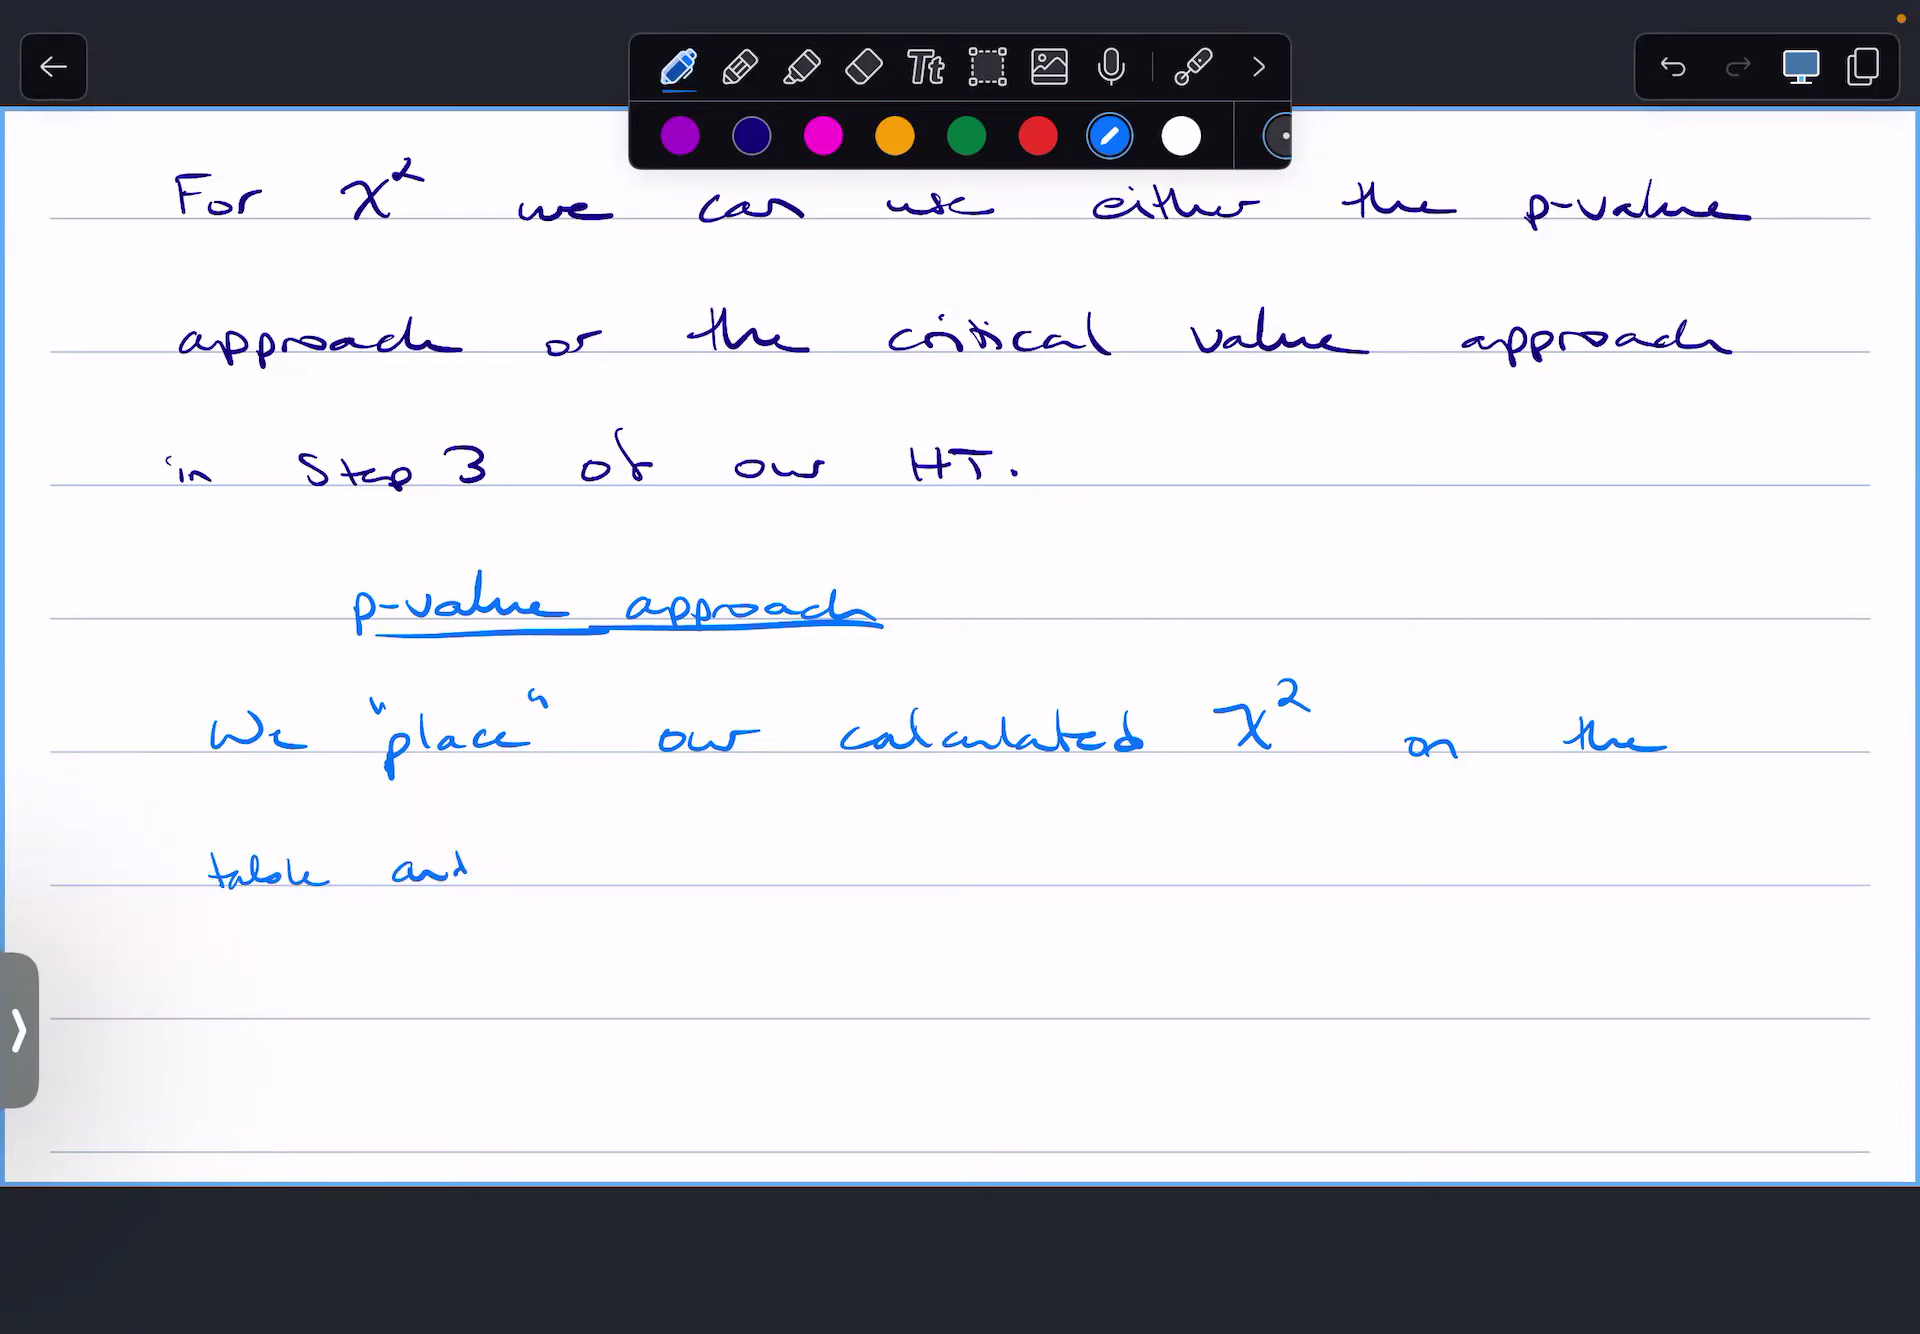 Tt
For χ² we can use either the p-value
approach or the critical value approach
in Step 3 of our HT.
p-value approach
We "place" our calculated χ² on the
table and